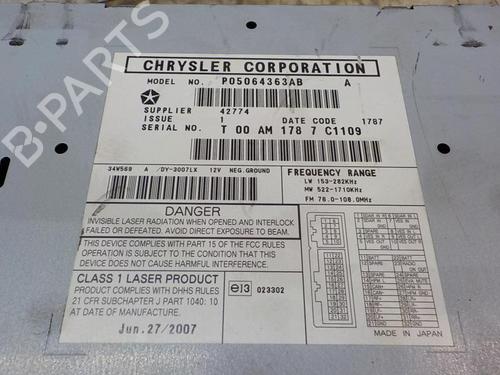 CHRYSLER CORPORATION
MODEL NO. P05064363AB A
SUPPLIER 42774
ISSUE 1 DATE CODE 1787
SERIAL NO. T 00 AM 178 7 C1109
34W569 A /DY-3007LX 12V NEG.GROUND
FREQUENCY RANGE
LW 153-282KHz
MW 522-1710KHz
FM 76.0-108.0MHz
DANGER
INVISIBLE LASER RADIATION WHEN OPENED AND INTERLOCK
FAILED OR DEFEATED. AVOID DIRECT EXPOSURE TO BEAM.
THIS DEVICE COMPLIES WITH PART 15 OF THE FCC RULES
OPERATION IS SUBJECT TO THE CONDITION THAT THIS
DEVICE DOES NOT CAUSE HARMFUL INTERFERENCE.
CLASS 1 LASER PRODUCT
PRODUCT COMPLIES WITH DHHS RULES
21 CFR SUBCHAPTER J PART 1040: 10
AT DATE OF MANUFACTURE.
Jun.27/2007
e13 023302
MADE IN JAPAN
B-PARTS